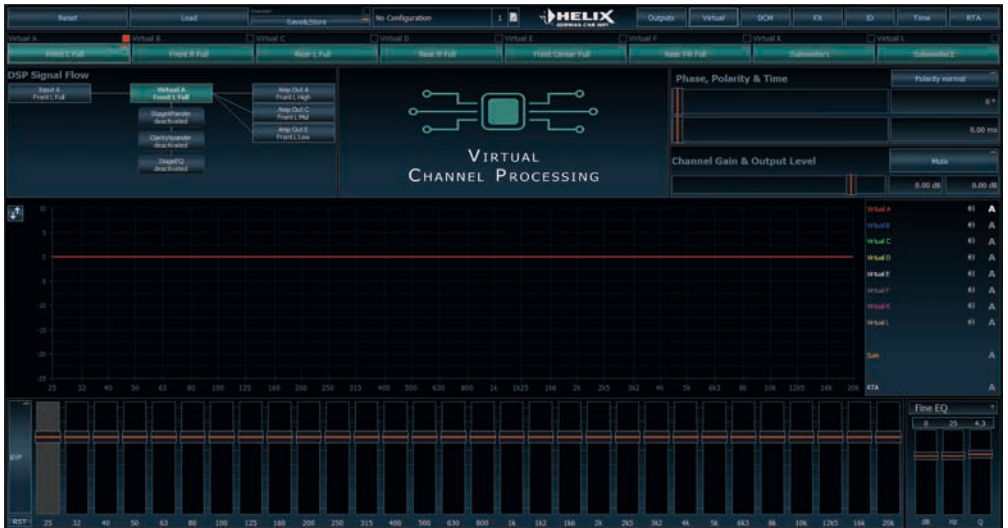 Reset Load Save&Store No Configuration 1 HELIX GERMAN CAR HIFI Outputs Virtual DCM FX IO Time RTA
Virtual A Virtual B Virtual C Virtual D Virtual E Virtual F Virtual K Virtual L
Front L Full Front R Full Rear L Full Rear R Full Front Center Full Rear Fill Full Subwoofer1 Subwoofer2
DSP Signal Flow
Input A
Front L Full
Virtual A
Front L Full
Amp Out A
Front L High
StageXPander
deactivated
Amp Out C
Front L Mid
ClarityXpander
deactivated
Amp Out E
Front L Low
StageEQ
deactivated
VIRTUAL
CHANNEL PROCESSING
Phase, Polarity & Time Polarity normal
0 °
0.00 ms
Channel Gain & Output Level Mute
0.00 dB 0.00 dB
10
5
0
-5
-10
-15
-20
-25
25 32 40 50 63 80 100 125 160 200 250 315 400 500 630 800 1k 1k25 1k6 2k 2k5 3k2 4k 5k 6k3 8k 10k 12k5 16k 20k
Virtual A A
Virtual B A
Virtual C A
Virtual D A
Virtual E A
Virtual F A
Virtual K A
Virtual L A
Sum A
RTA A
BYP
RST
25 32 40 50 63 80 100 125 160 200 250 315 400 500 630 800 1k 1k2 1k6 2k 2k5 3k2 4k 5k 6k3 8k 10k 12k5 16k 20k
Fine EQ
0 25 4,3
dB Hz Q